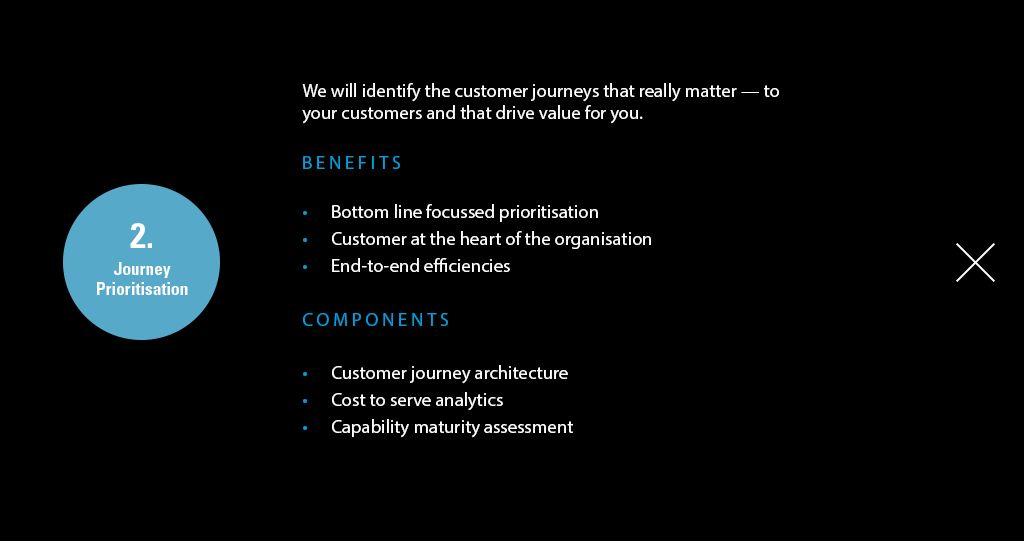 2.
Journey
Prioritisation
We will identify the customer journeys that really matter — to
your customers and that drive value for you.
BENEFITS
• Bottom line focussed prioritisation
• Customer at the heart of the organisation
• End-to-end efficiencies
COMPONENTS
• Customer journey architecture
• Cost to serve analytics
• Capability maturity assessment